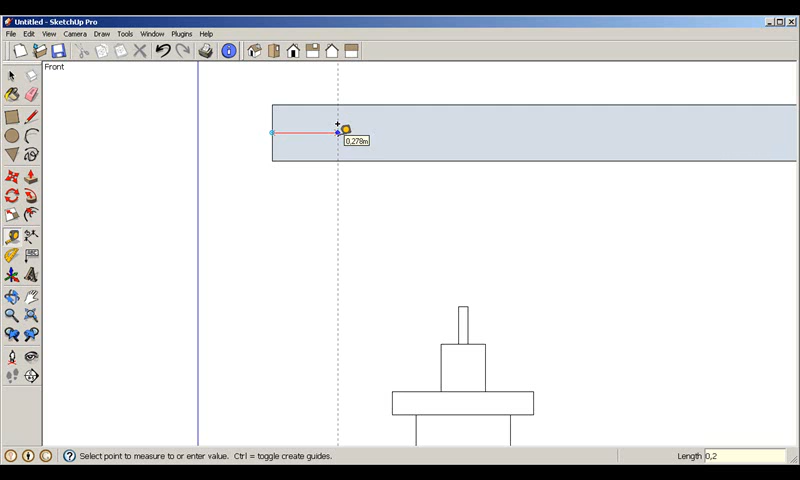 Untitled - SketchUp Pro
File Edit View Camera Draw Tools Window Plugins Help
Front
0,278m
Select point to measure to or enter value. Ctrl = toggle create guides. Length 0,2